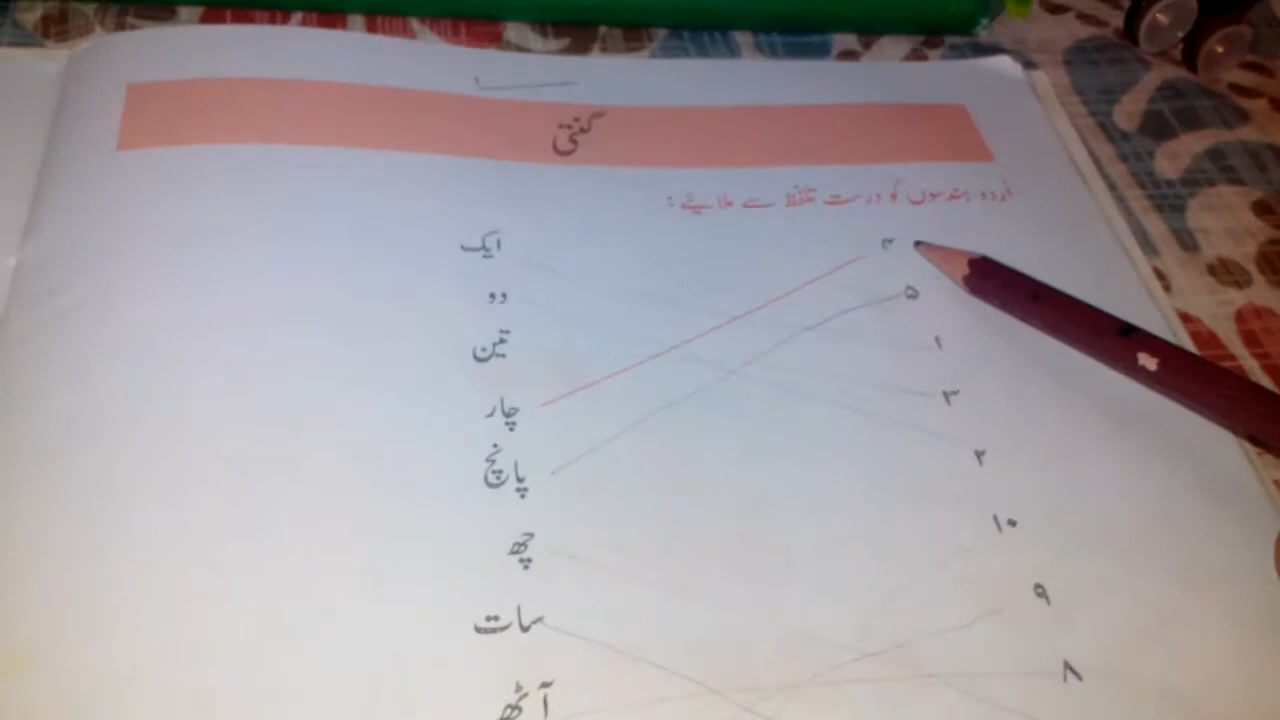 گنتی
اُردو ہندسوں کو درست تلفظ سے ملائیے :
۴ ایک
۵ دو
۱ تین
۳ چار
۲ پانچ
۱۰ چھ
۹ سات
۸ آٹھ